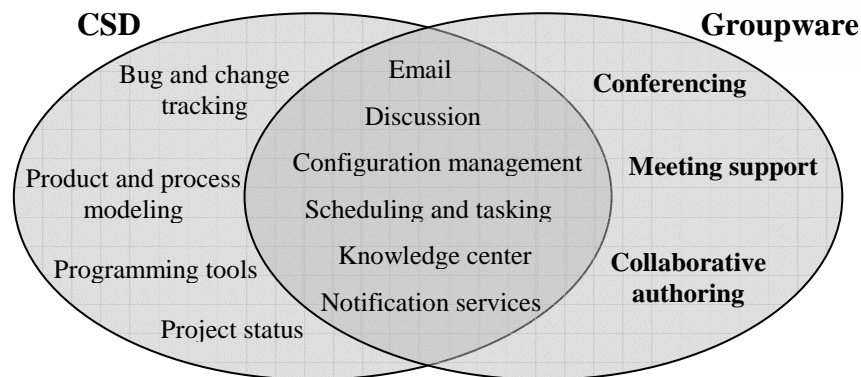 CSD
Groupware
Bug and change
tracking
Product and process
modeling
Programming tools
Project status
Email
Discussion
Configuration management
Scheduling and tasking
Knowledge center
Notification services
Conferencing
Meeting support
Collaborative
authoring